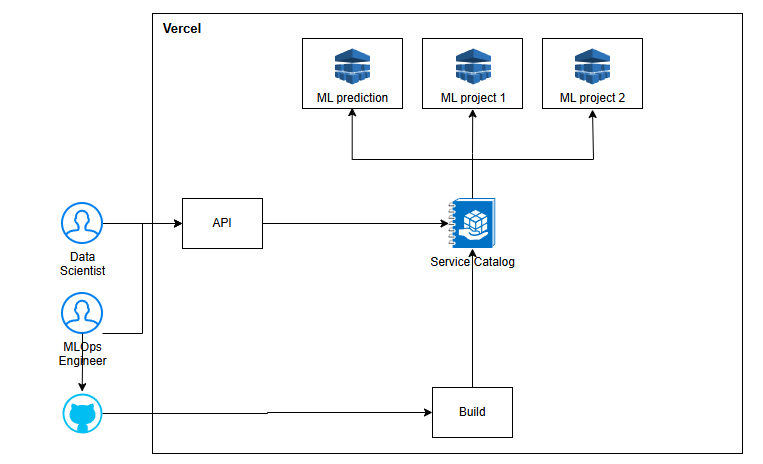 Vercel
ML prediction
ML project 1
ML project 2
API
Data
Scientist
Service Catalog
MLOps
Engineer
Build